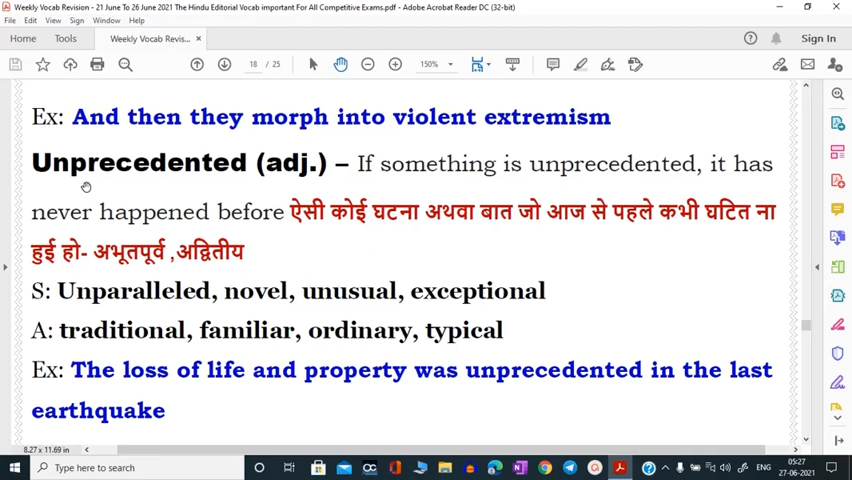 Weekly Vocab Revision - 21 June To 26 June 2021 The Hindu Editorial Vocab important For All Competitive Exams.pdf - Adobe Acrobat Reader DC (32-bit)
File Edit View Sign Window Help
Home Tools Weekly Vocab Revis... × Sign In
18 / 25 150%
Ex: And then they morph into violent extremism
Unprecedented (adj.) – If something is unprecedented, it has
never happened before ऐसी कोई घटना अथवा बात जो आज से पहले कभी घटित ना
हुई हो- अभूतपूर्व ,अद्वितीय
S: Unparalleled, novel, unusual, exceptional
A: traditional, familiar, ordinary, typical
Ex: The loss of life and property was unprecedented in the last
earthquake
8.27 x 11.69 in
Type here to search
ENG
05:27
27-06-2021